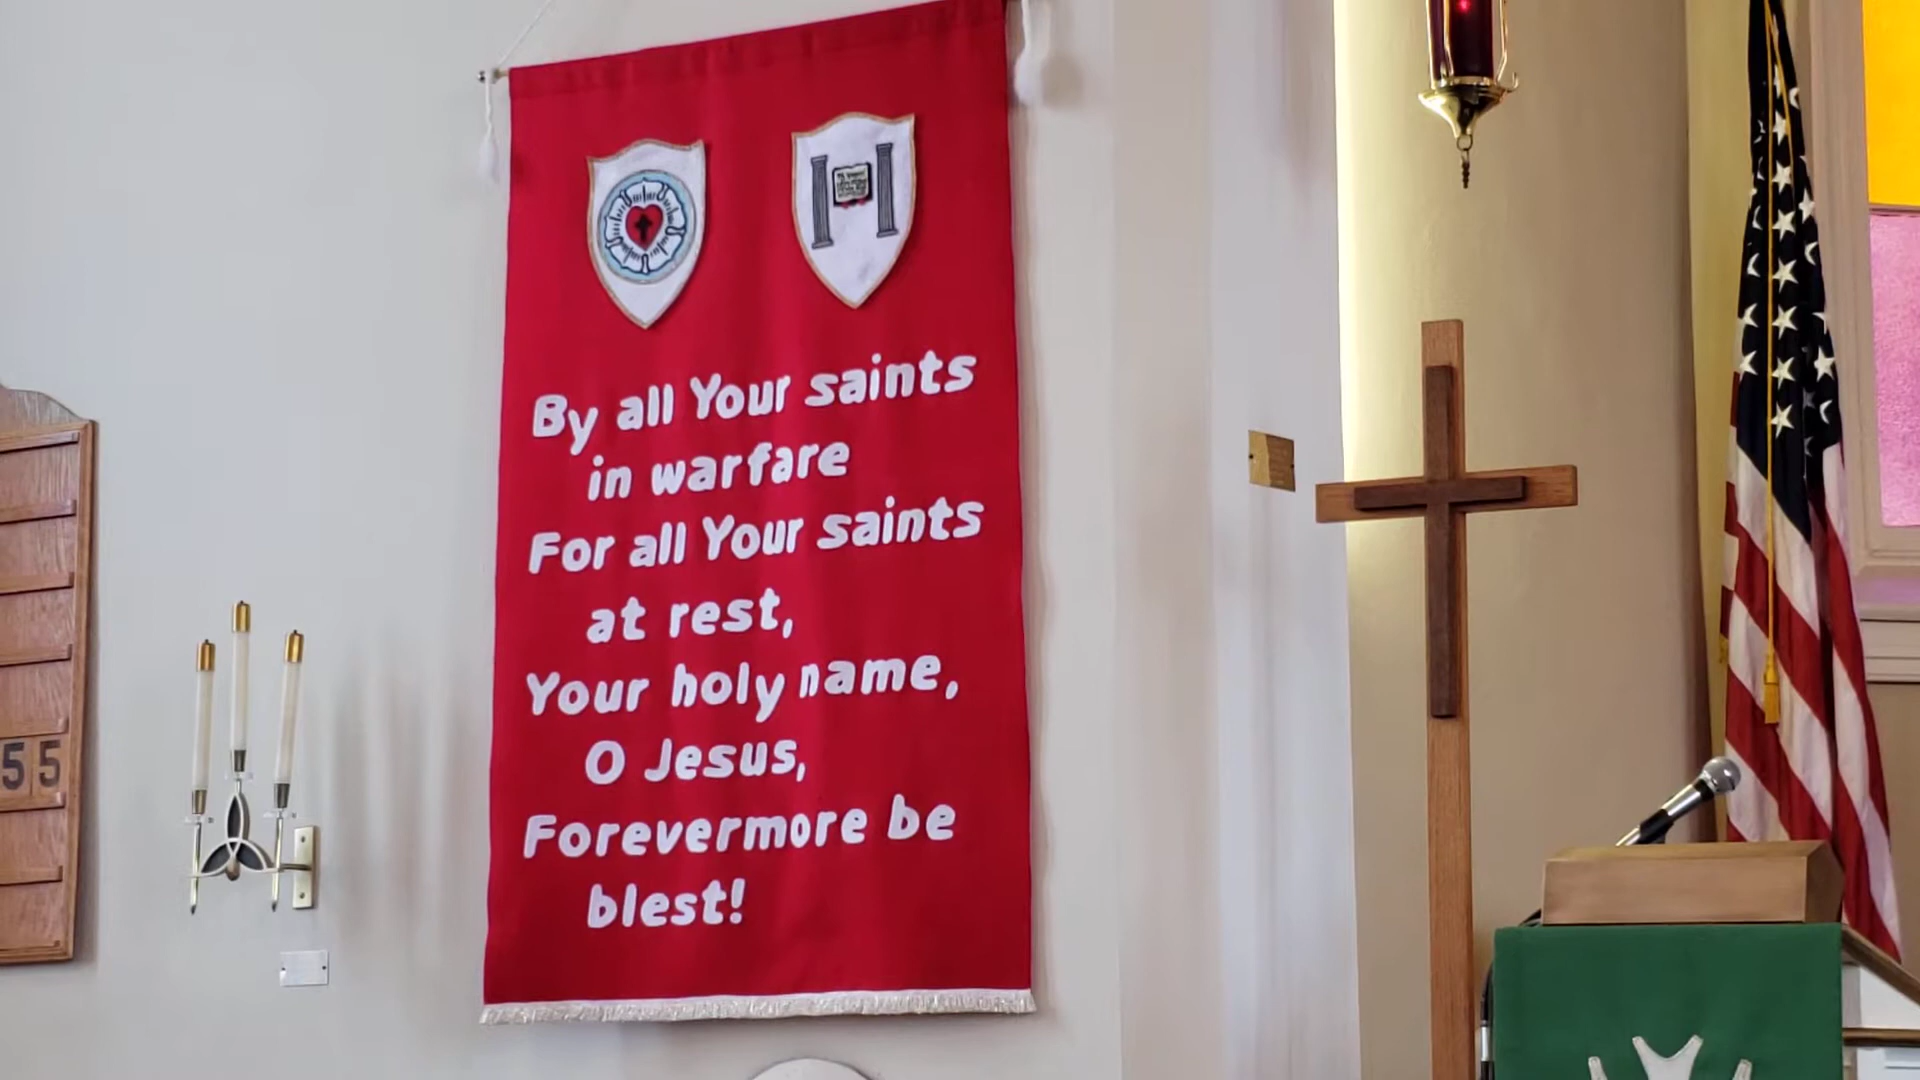 By all Your saints
in warfare
For all Your saints
at rest,
Your holy name,
O Jesus,
Forevermore be
blest!
55